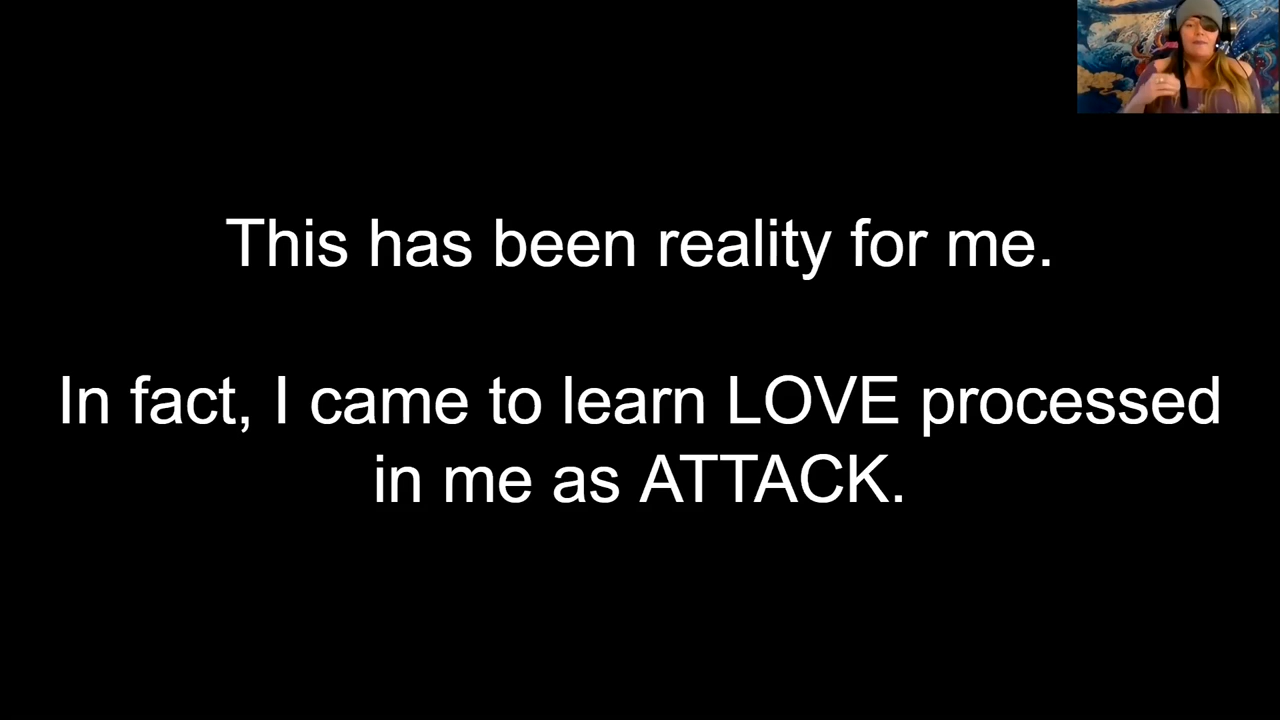 This has been reality for me.
In fact, I came to learn LOVE processed
in me as ATTACK.